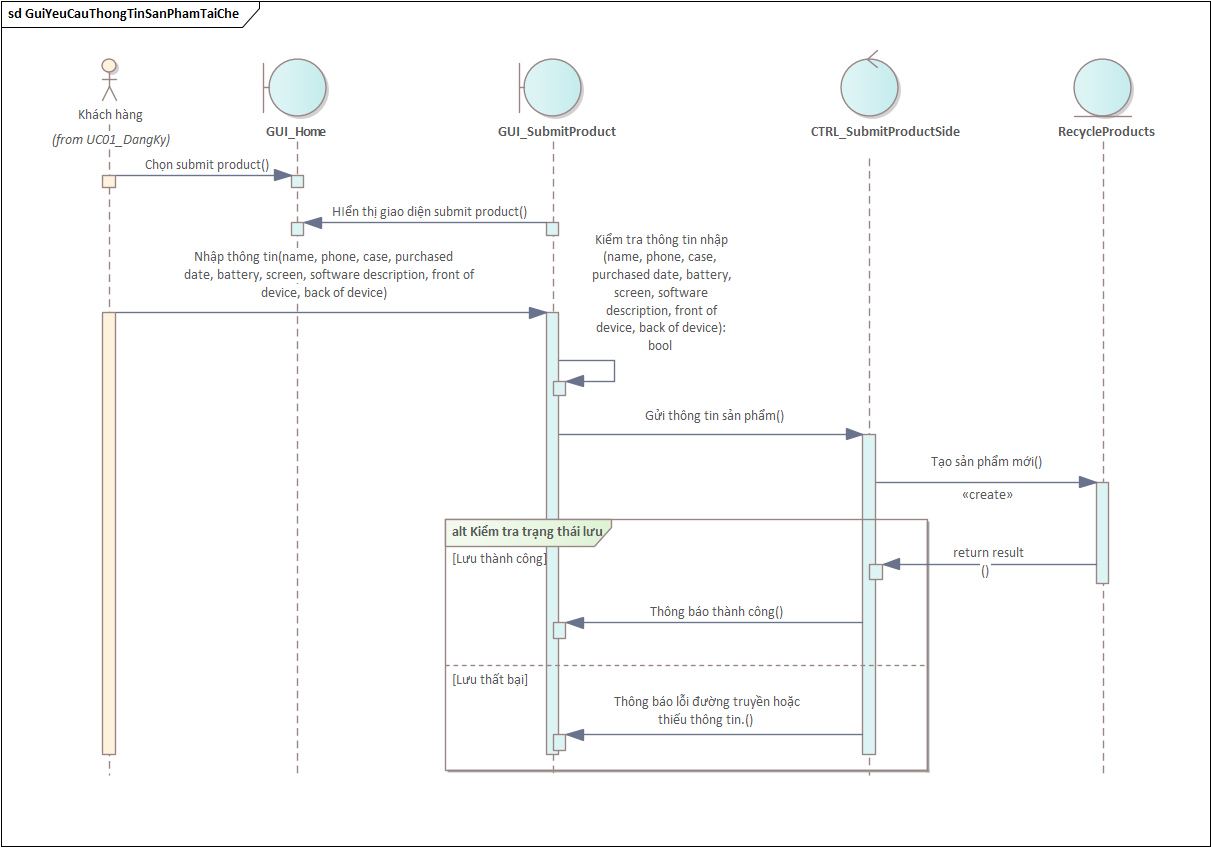 sd GuiYeuCauThongTinSanPhamTaiChe
Khách hàng
(from UC01_DangKy)
GUI_Home
GUI_SubmitProduct
CTRL_SubmitProductSide
RecycleProducts
Chọn submit product()
HIển thị giao diện submit product()
Nhập thông tin(name, phone, case, purchased
date, battery, screen, software description, front of
device, back of device)
Kiểm tra thông tin nhập
(name, phone, case,
purchased date, battery,
screen, software
description, front of
device, back of device):
bool
Gửi thông tin sản phẩm()
Tạo sản phẩm mới()
«create»
alt Kiểm tra trạng thái lưu
[Lưu thành công]
return result
()
Thông báo thành công()
[Lưu thất bại]
Thông báo lỗi đường truyền hoặc
thiếu thông tin.()